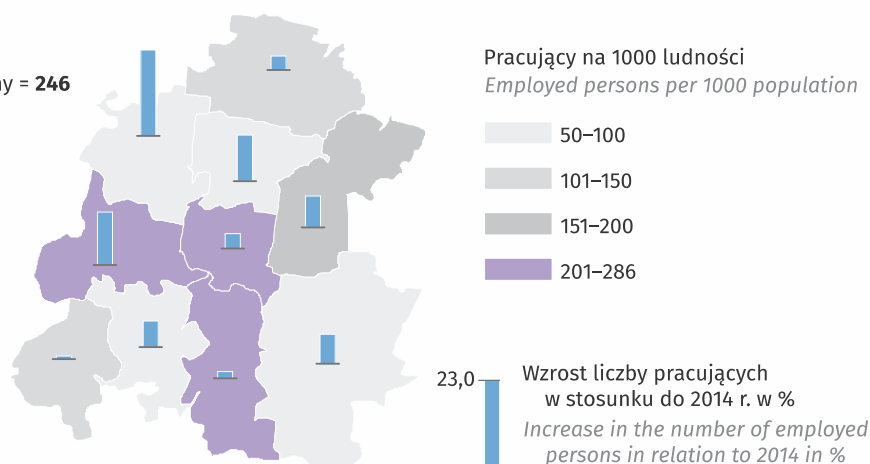 ny = 246
Pracujący na 1000 ludności
Employed persons per 1000 population
50–100
101–150
151–200
201–286
23,0
Wzrost liczby pracujących
w stosunku do 2014 r. w %
Increase in the number of employed
persons in relation to 2014 in %